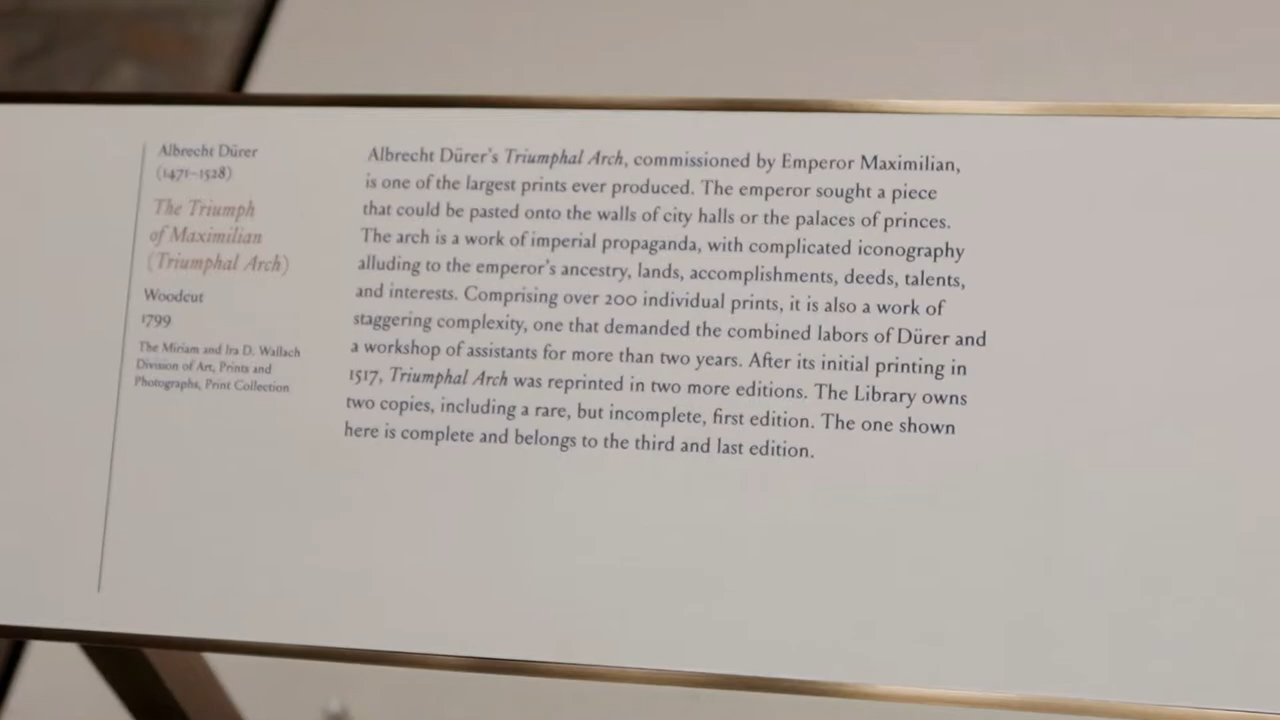 Albrecht Dürer
(1471–1528)
The Triumph
of Maximilian
(Triumphal Arch)
Woodcut
1799
The Miriam and Ira D. Wallach
Division of Art, Prints and
Photographs, Print Collection
Albrecht Dürer's Triumphal Arch, commissioned by Emperor Maximilian,
is one of the largest prints ever produced. The emperor sought a piece
that could be pasted onto the walls of city halls or the palaces of princes.
The arch is a work of imperial propaganda, with complicated iconography
alluding to the emperor's ancestry, lands, accomplishments, deeds, talents,
and interests. Comprising over 200 individual prints, it is also a work of
staggering complexity, one that demanded the combined labors of Dürer and
a workshop of assistants for more than two years. After its initial printing in
1517, Triumphal Arch was reprinted in two more editions. The Library owns
two copies, including a rare, but incomplete, first edition. The one shown
here is complete and belongs to the third and last edition.